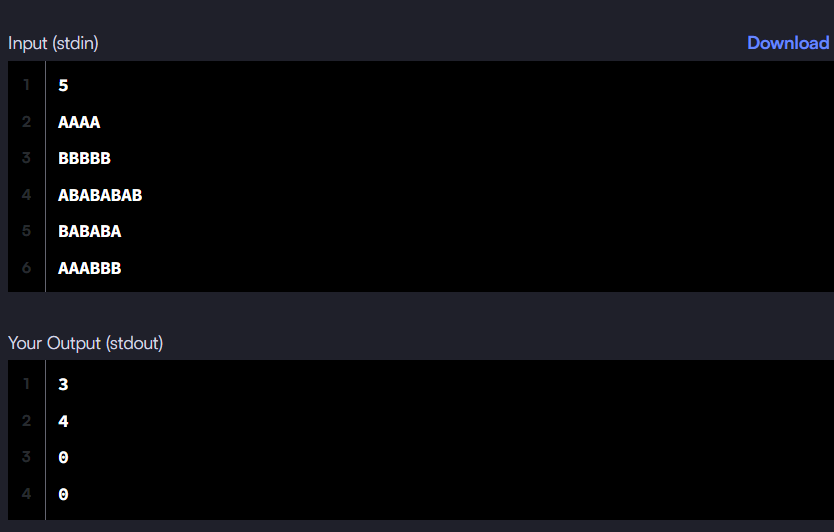 Input (stdin) Download
1 5
2 AAAA
3 BBBBB
4 ABABABAB
5 BABABA
6 AAABBB
Your Output (stdout)
1 3
2 4
3 0
4 0